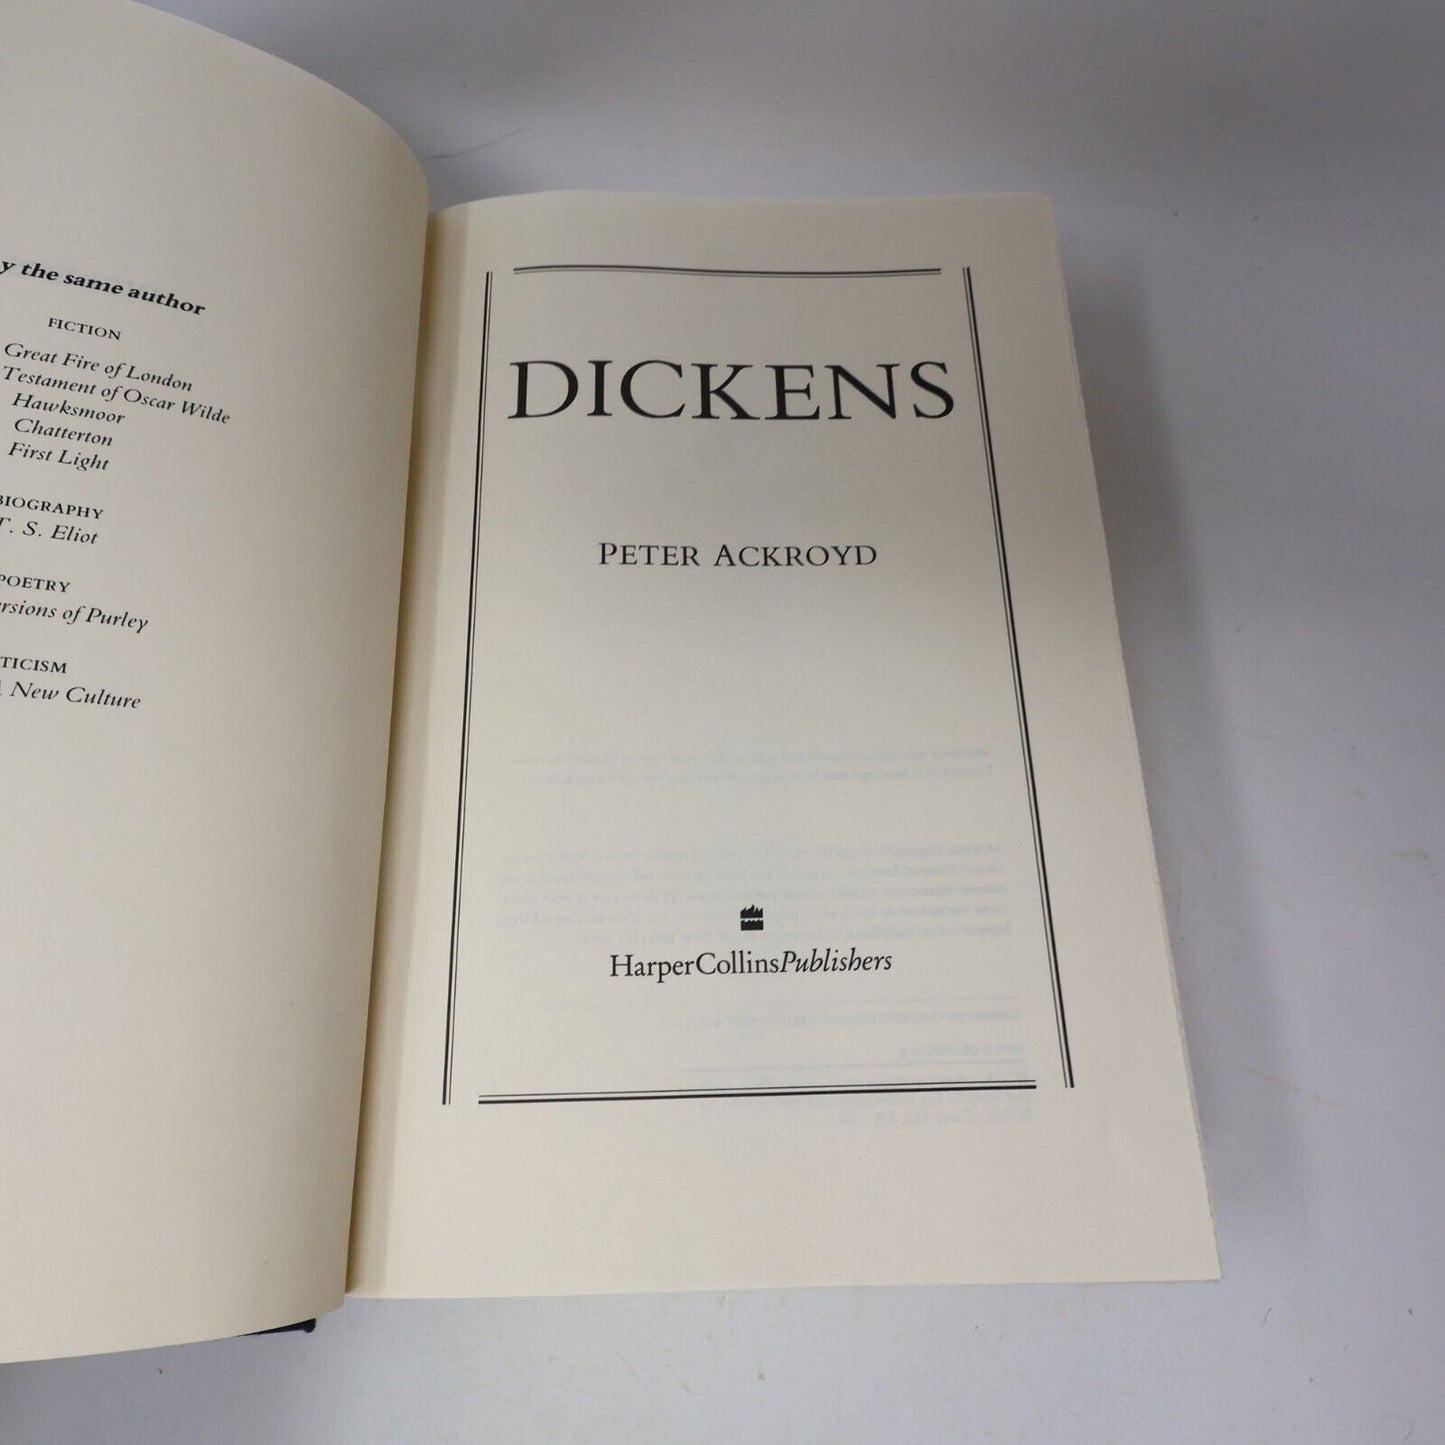 y the same author
FICTION
Great Fire of London
Testament of Oscar Wilde
Hawksmoor
Chatterton
First Light
BIOGRAPHY
T. S. Eliot
POETRY
ersions of Purley
TICISM
New Culture
DICKENS
PETER ACKROYD
HarperCollinsPublishers